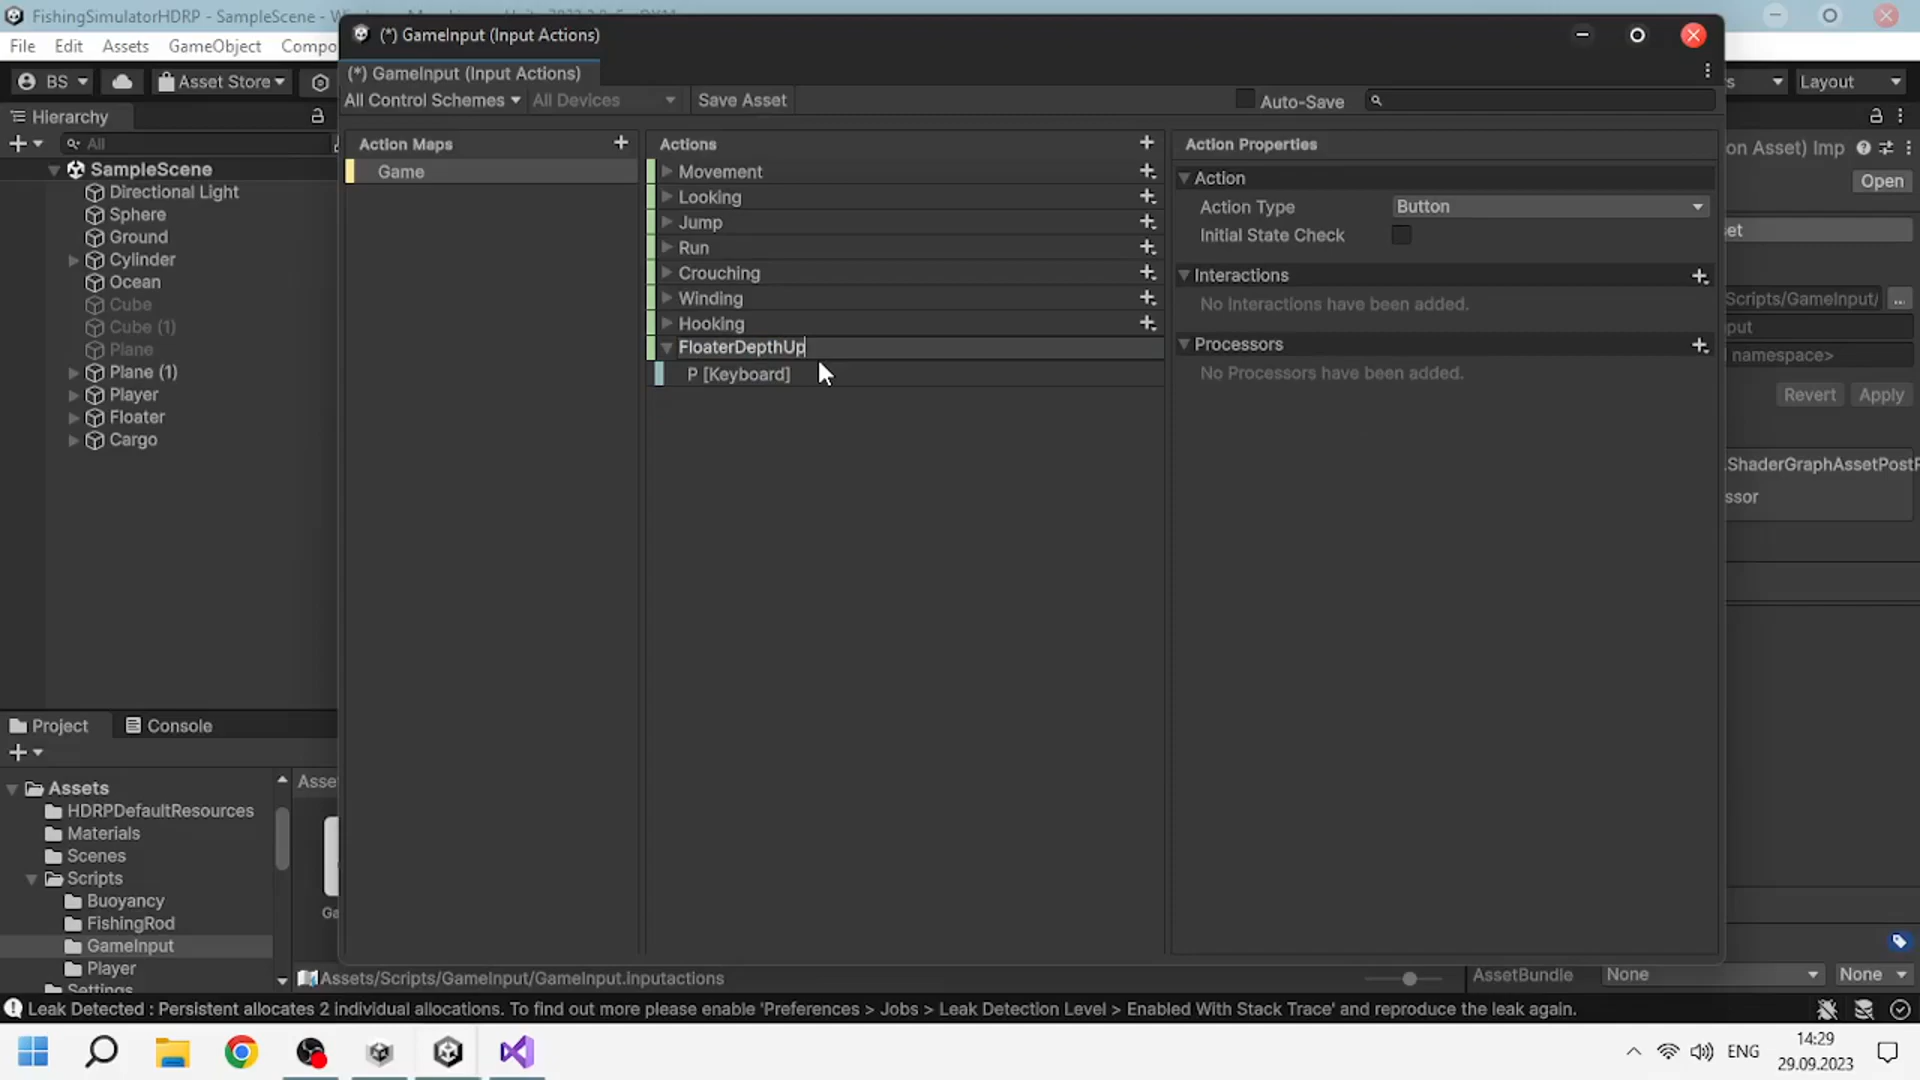 FishingSimulatorHDRP - SampleScene - W
File Edit Assets GameObject Compo
BS Asset Store
Layout
Hierarchy
All
SampleScene
Directional Light
Sphere
Ground
Cylinder
Ocean
Cube
Cube (1)
Plane
Plane (1)
Player
Floater
Cargo
(*) GameInput (Input Actions)
(*) GameInput (Input Actions)
All Control Schemes All Devices Save Asset Auto-Save
Action Maps
Game
Actions
Movement
Looking
Jump
Run
Crouching
Winding
Hooking
FloaterDepthUp
P [Keyboard]
Action Properties
Action
Action Type Button
Initial State Check
Interactions
No Interactions have been added.
Processors
No Processors have been added.
on Asset) Imp
Open
et
Scripts/GameInput/ ...
put
namespace>
Revert Apply
.ShaderGraphAssetPostP
ssor
Project Console
Assets
HDRPDefaultResources
Materials
Scenes
Scripts
Buoyancy
FishingRod
GameInput
Player
Settings
Asse
Ga
Assets/Scripts/GameInput/GameInput.inputactions
AssetBundle None None
Leak Detected : Persistent allocates 2 individual allocations. To find out more please enable 'Preferences > Jobs > Leak Detection Level > Enabled With Stack Trace' and reproduce the leak again.
ENG
14:29
29.09.2023